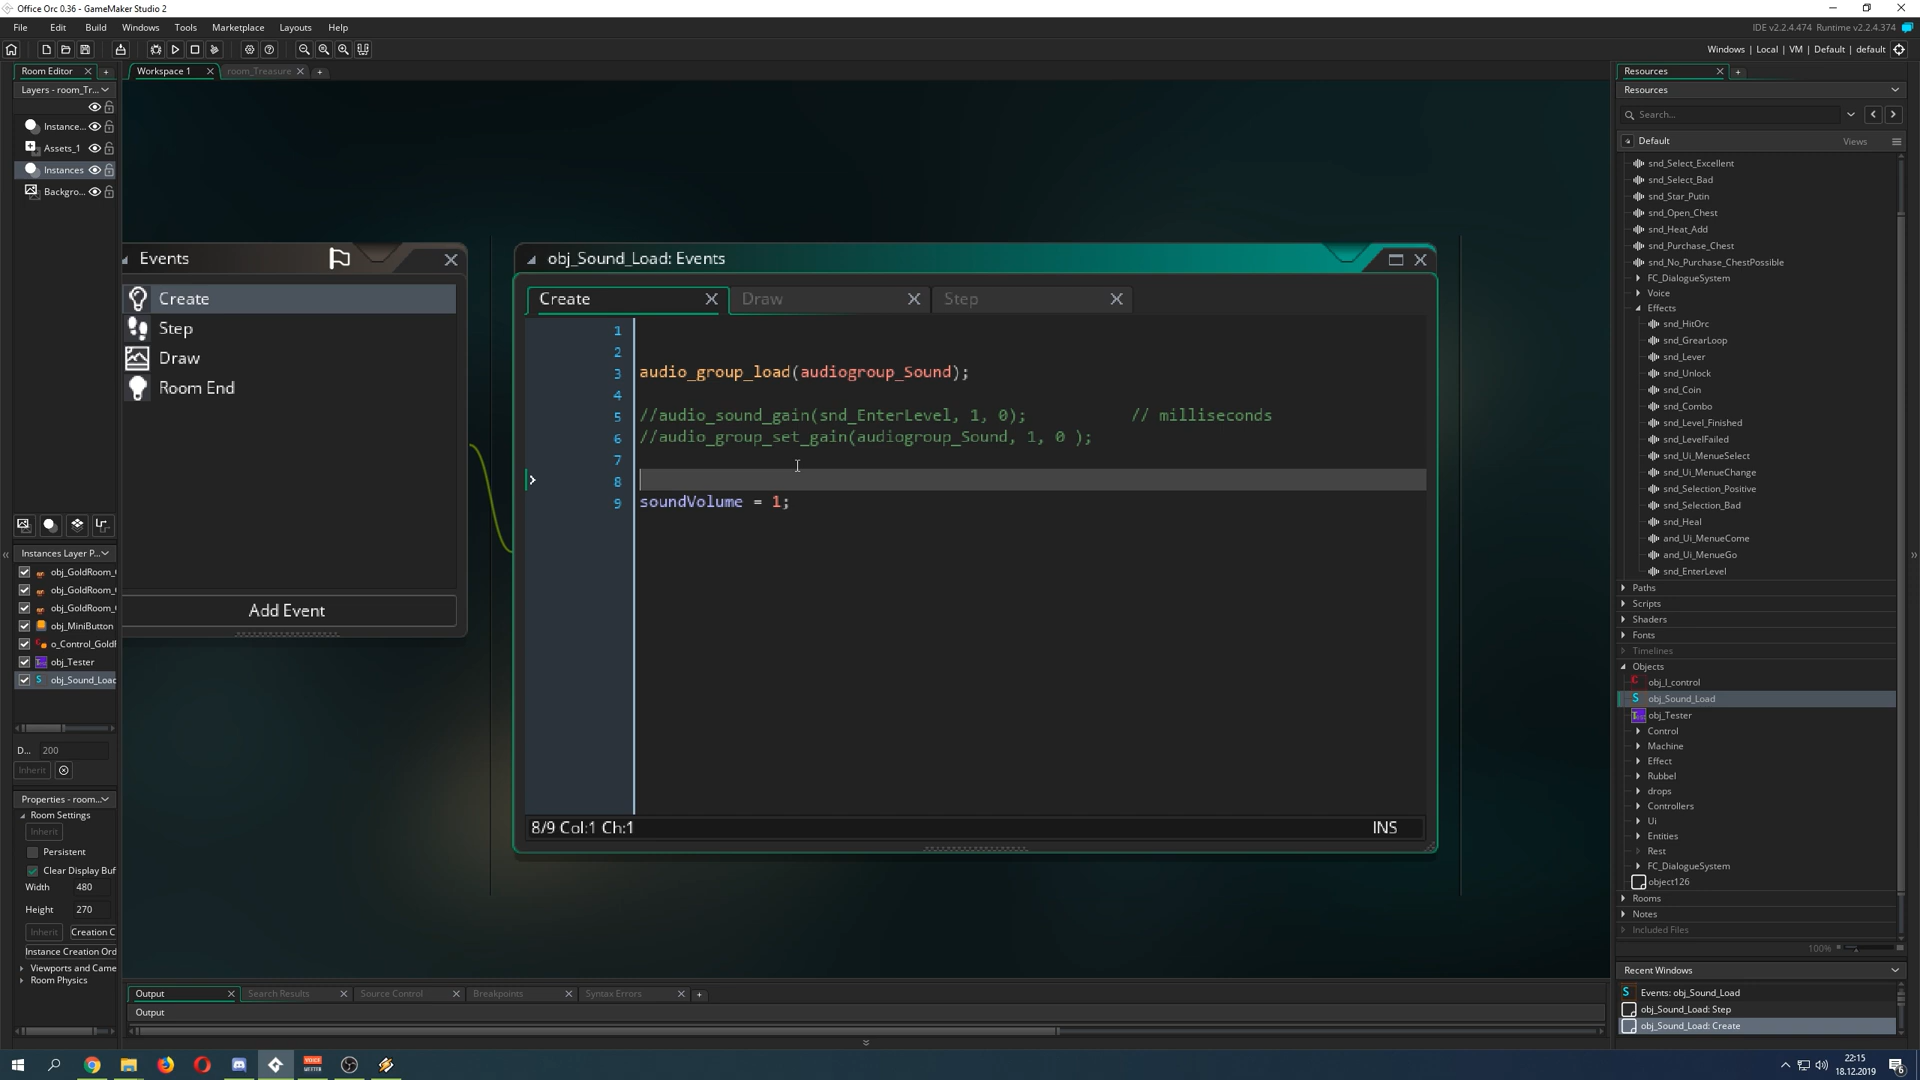 Office Orc 0.36 - GameMaker Studio 2
File Edit Build Windows Tools Marketplace Layouts Help
IDE v2.2.4.474 Runtime v2.2.4.374
Windows | Local | VM | Default | default
Room Editor
Workspace 1
room_Treasure
Resources
Layers - room_Tr...
Resources
Search...
Default
Views
Instance...
Assets_1
Instances
Backgro...
Events
Create
Step
Draw
Room End
Add Event
obj_Sound_Load: Events
Create
Draw
Step
1
2
3 audio_group_load(audiogroup_Sound);
4
5 //audio_sound_gain(snd_EnterLevel, 1, 0); // milliseconds
6 //audio_group_set_gain(audiogroup_Sound, 1, 0 );
7
8
9 soundVolume = 1;
8/9 Col:1 Ch:1
INS
snd_Select_Excellent
snd_Select_Bad
snd_Star_Putin
snd_Open_Chest
snd_Heat_Add
snd_Purchase_Chest
snd_No_Purchase_ChestPossible
FC_DialogueSystem
Voice
Effects
snd_HitOrc
snd_GrearLoop
snd_Lever
snd_Unlock
snd_Coin
snd_Combo
snd_Level_Finished
snd_LevelFailed
snd_Ui_MenueSelect
snd_Ui_MenueChange
snd_Selection_Positive
snd_Selection_Bad
snd_Heal
and_Ui_MenueCome
and_Ui_MenueGo
snd_EnterLevel
Paths
Scripts
Shaders
Fonts
Timelines
Objects
obj_I_control
obj_Sound_Load
obj_Tester
Control
Machine
Effect
Rubbel
drops
Controllers
Ui
Entities
Rest
FC_DialogueSystem
object126
Rooms
Notes
Included Files
100%
Recent Windows
Events: obj_Sound_Load
obj_Sound_Load: Step
obj_Sound_Load: Create
Instances Layer P...
obj_GoldRoom_
obj_GoldRoom_
obj_GoldRoom_
obj_MiniButton
o_Control_Gold
obj_Tester
obj_Sound_Load
D... 200
Inherit
Properties - room...
Room Settings
Inherit
Persistent
Clear Display Buf
Width 480
Height 270
Inherit
Creation C
Instance Creation Ord
Viewports and Came
Room Physics
Output
Search Results
Source Control
Breakpoints
Syntax Errors
Output
22:15
18.12.2019